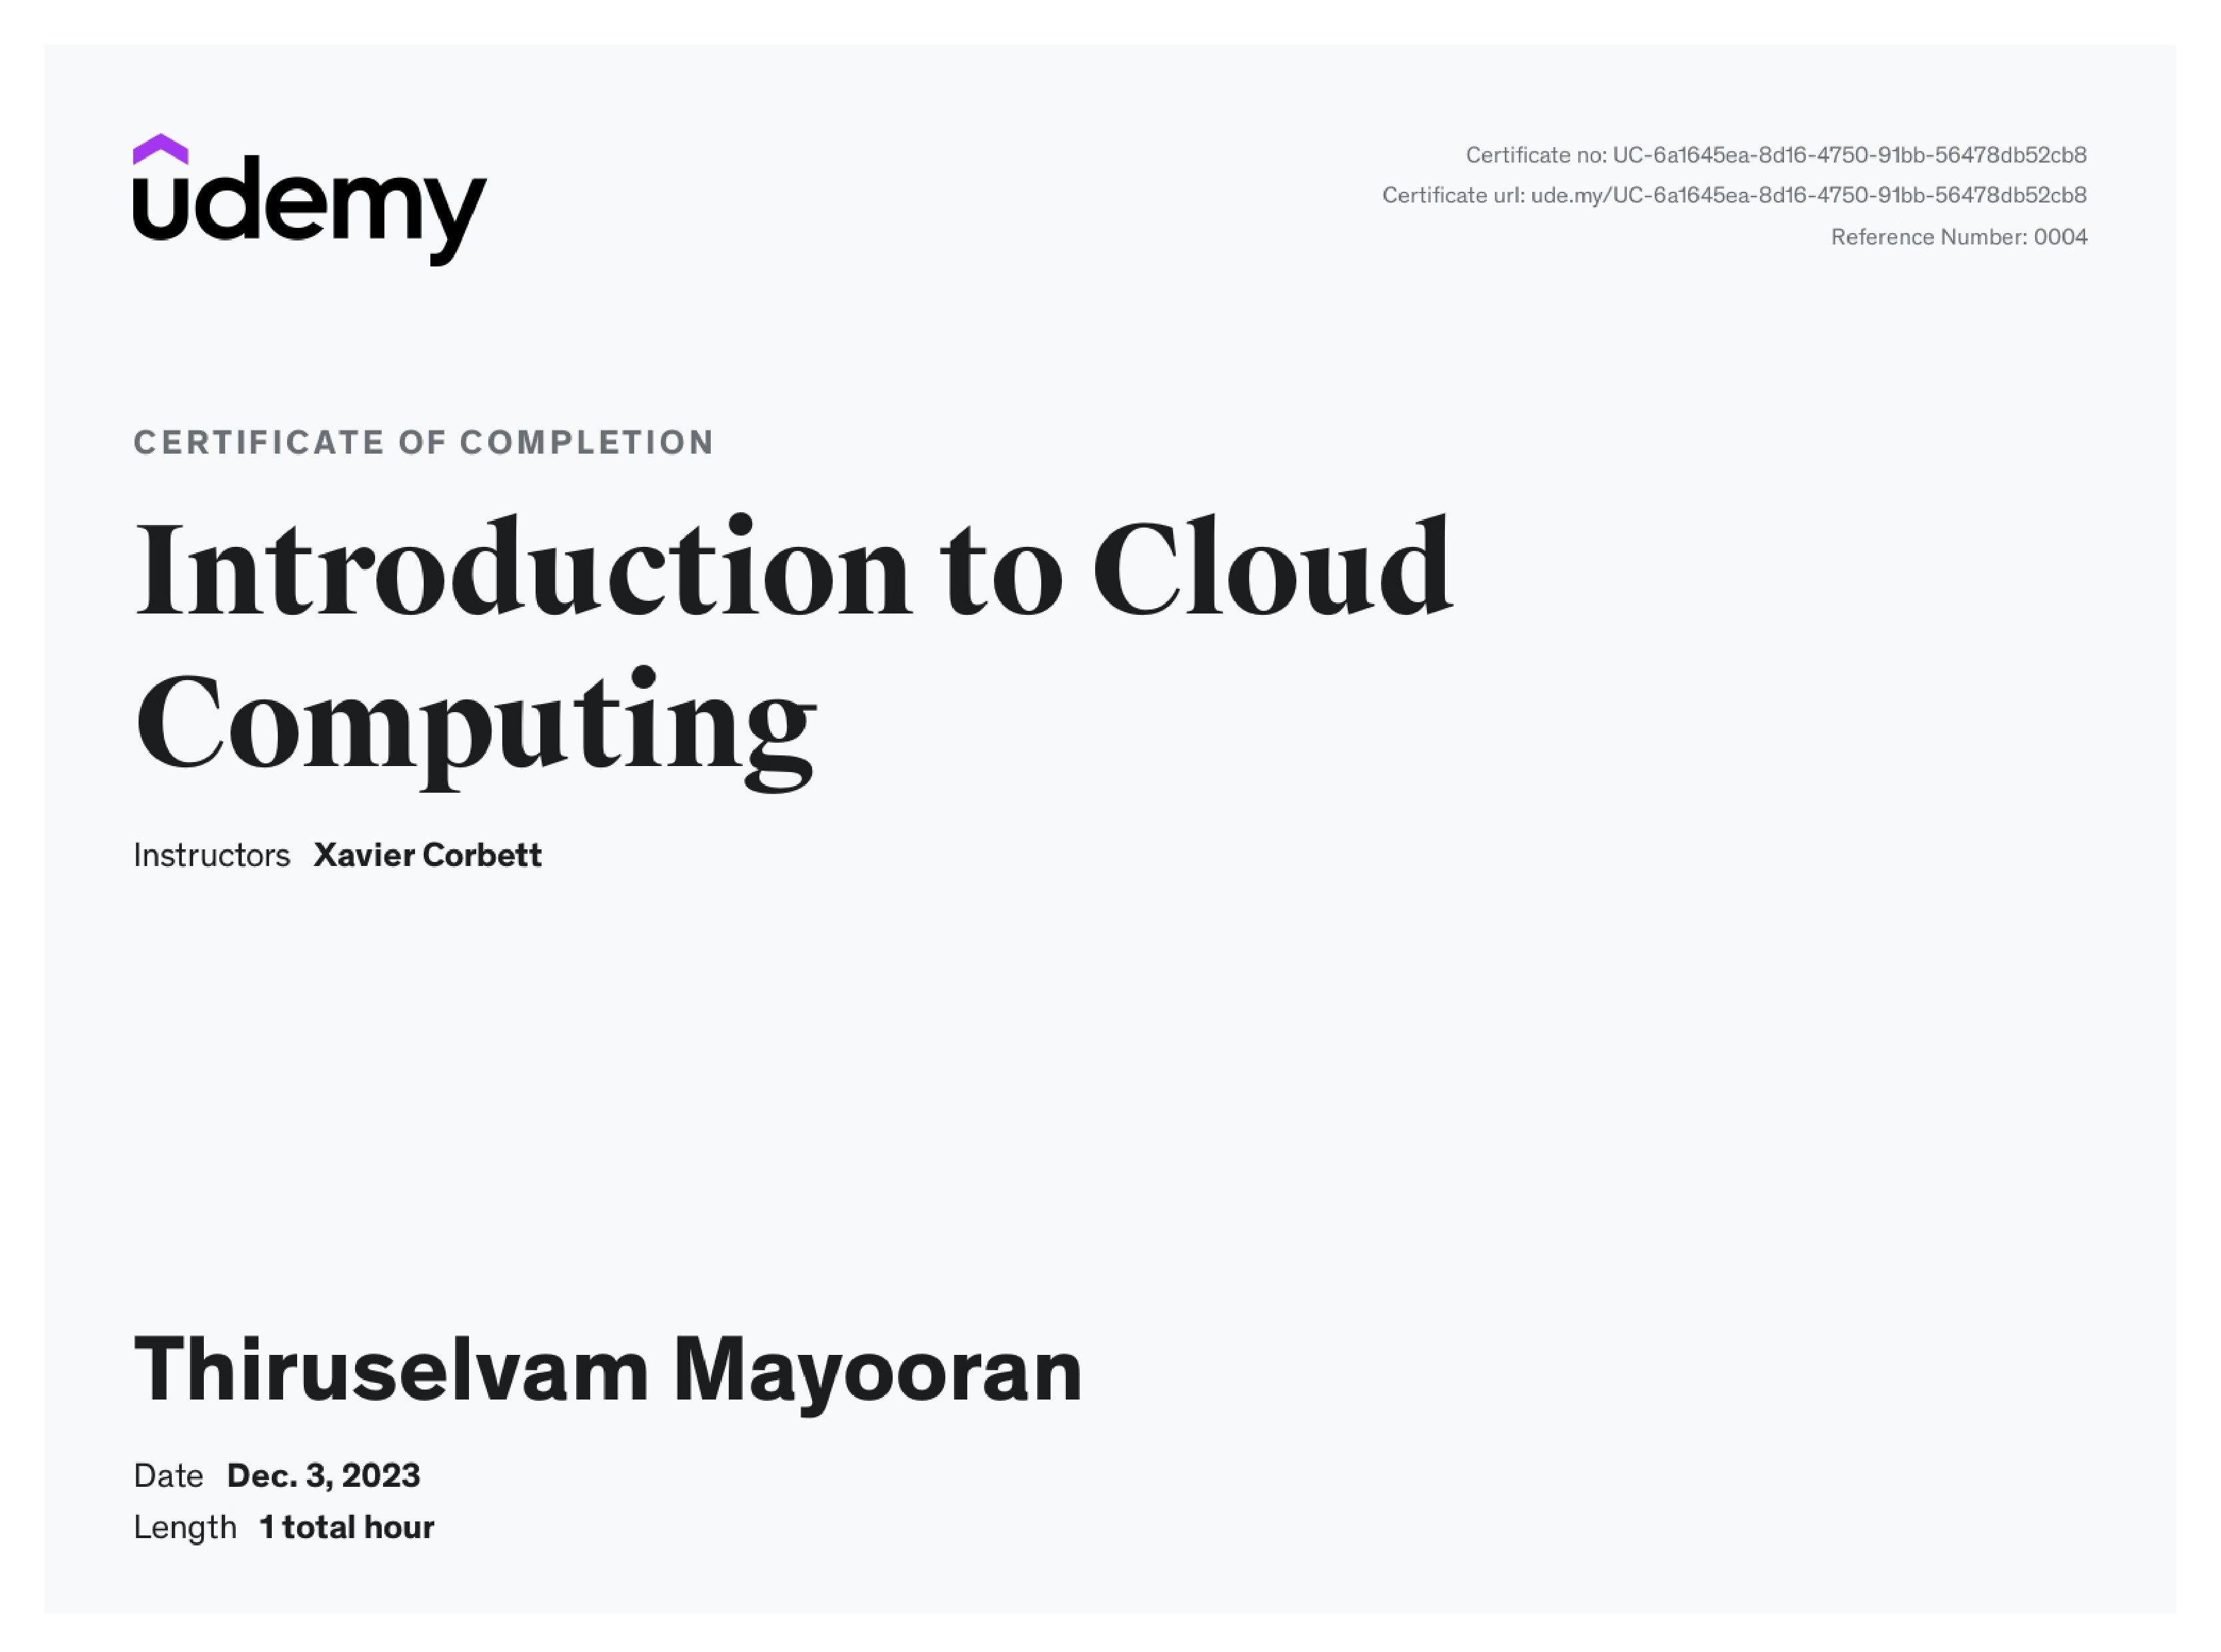 udemy
Certificate no: UC-6a1645ea-8d16-4750-91bb-56478db52cb8
Certificate url: ude.my/UC-6a1645ea-8d16-4750-91bb-56478db52cb8
Reference Number: 0004
CERTIFICATE OF COMPLETION
Introduction to Cloud
Computing
Instructors Xavier Corbett
Thiruselvam Mayooran
Date Dec. 3, 2023
Length 1 total hour